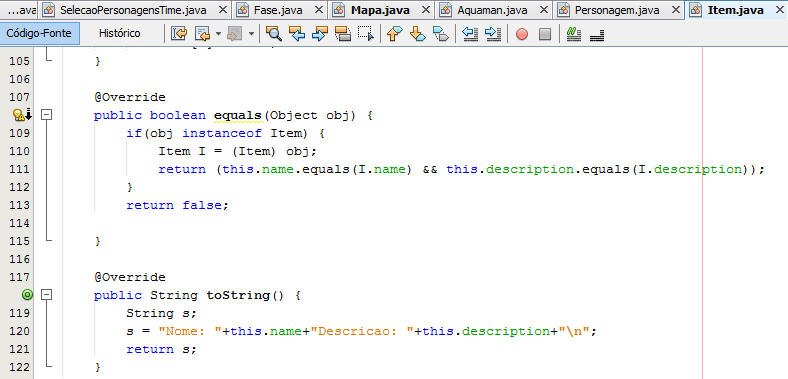 ...ava SelecaoPersonagensTime.java Fase.java Mapa.java Aquaman.java Personagem.java Item.java
Código-Fonte Histórico
105 }
106
107 @Override
public boolean equals(Object obj) {
109 if(obj instanceof Item) {
110 Item I = (Item) obj;
111 return (this.name.equals(I.name) && this.description.equals(I.description));
112 }
113 return false;
114
115 }
116
117 @Override
public String toString() {
119 String s;
120 s = "Nome: "+this.name+"Descricao: "+this.description+"\n";
121 return s;
122 }